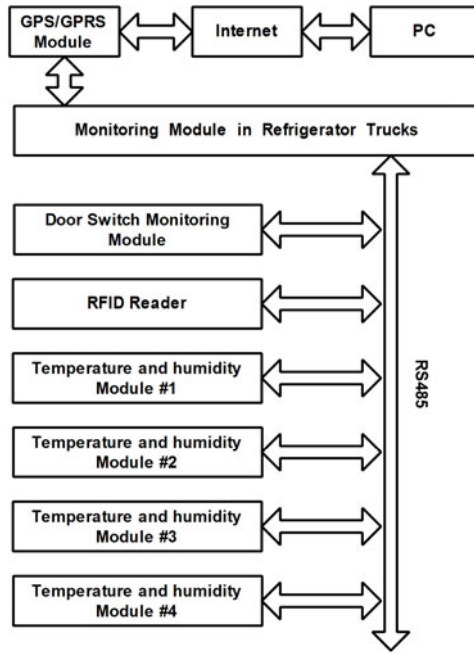 GPS/GPRS
Module
Internet
PC
Monitoring Module in Refrigerator Trucks
Door Switch Monitoring
Module
RFID Reader
Temperature and humidity
Module #1
Temperature and humidity
Module #2
Temperature and humidity
Module #3
Temperature and humidity
Module #4
RS485